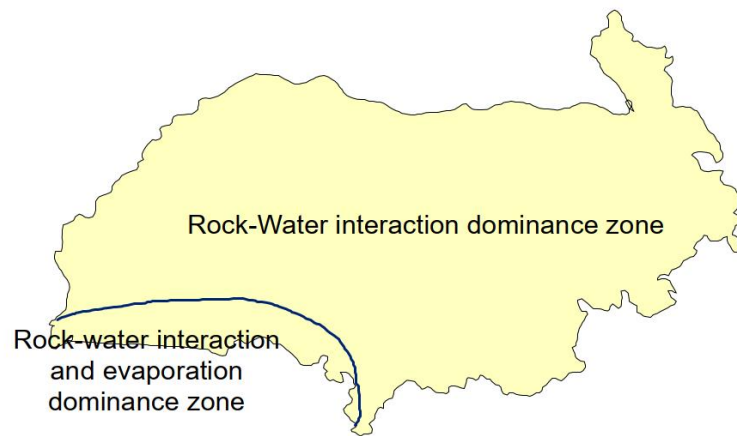 Rock-Water interaction dominance zone
Rock-water interaction
and evaporation
dominance zone